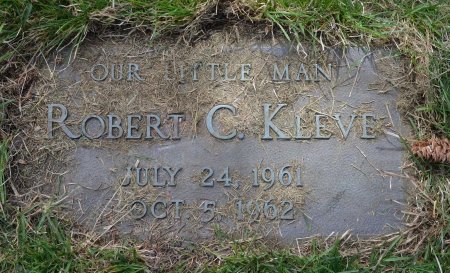 OUR LITTLE MAN
ROBERT C. KLEVE
JULY 24, 1961
OCT. 5, 1962